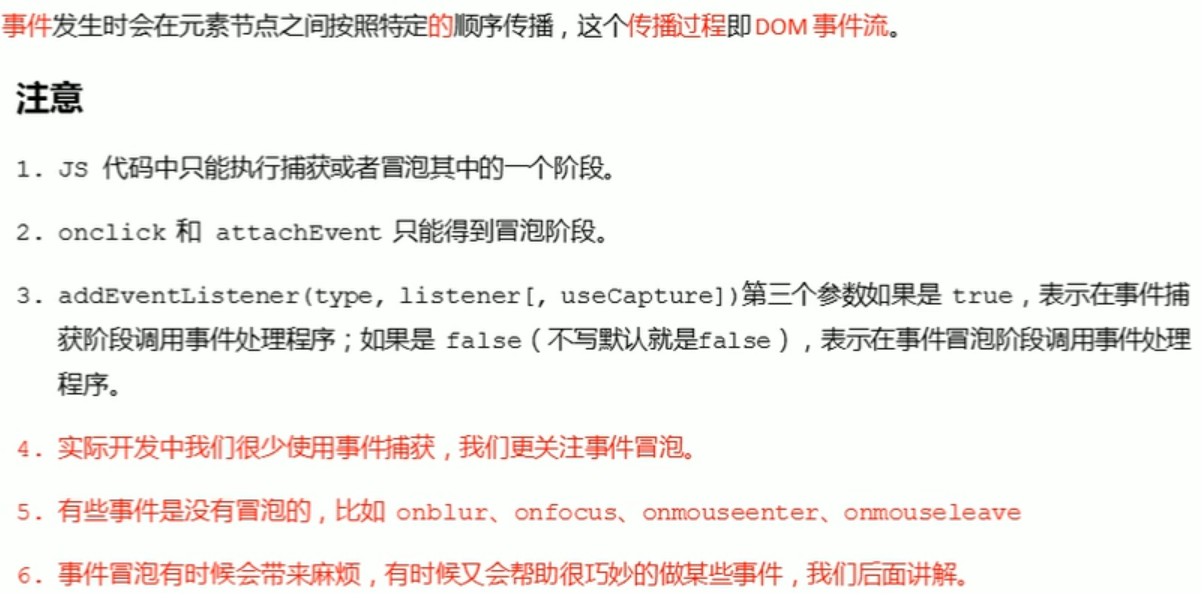 事件发生时会在元素节点之间按照特定的顺序传播，这个传播过程即DOM 事件流。
注意
1. JS 代码中只能执行捕获或者冒泡其中的一个阶段。
2. onclick 和 attachEvent 只能得到冒泡阶段。
3. addEventListener(type, listener[, useCapture])第三个参数如果是 true，表示在事件捕
获阶段调用事件处理程序；如果是 false（不写默认就是false），表示在事件冒泡阶段调用事件处理
程序。
4. 实际开发中我们很少使用事件捕获，我们更关注事件冒泡。
5. 有些事件是没有冒泡的，比如 onblur、onfocus、onmouseenter、onmouseleave
6. 事件冒泡有时候会带来麻烦，有时候又会帮助很巧妙的做某些事件，我们后面讲解。